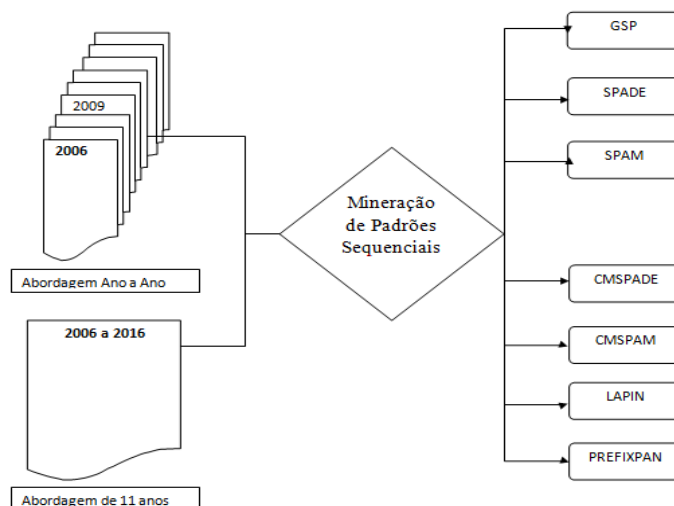 2009
2006
Abordagem Ano a Ano
2006 a 2016
Abordagem de 11 anos
Mineração
de Padrões
Sequenciais
GSP
SPADE
SPAM
CMSPADE
CMSPAM
LAPIN
PREFIXPAN